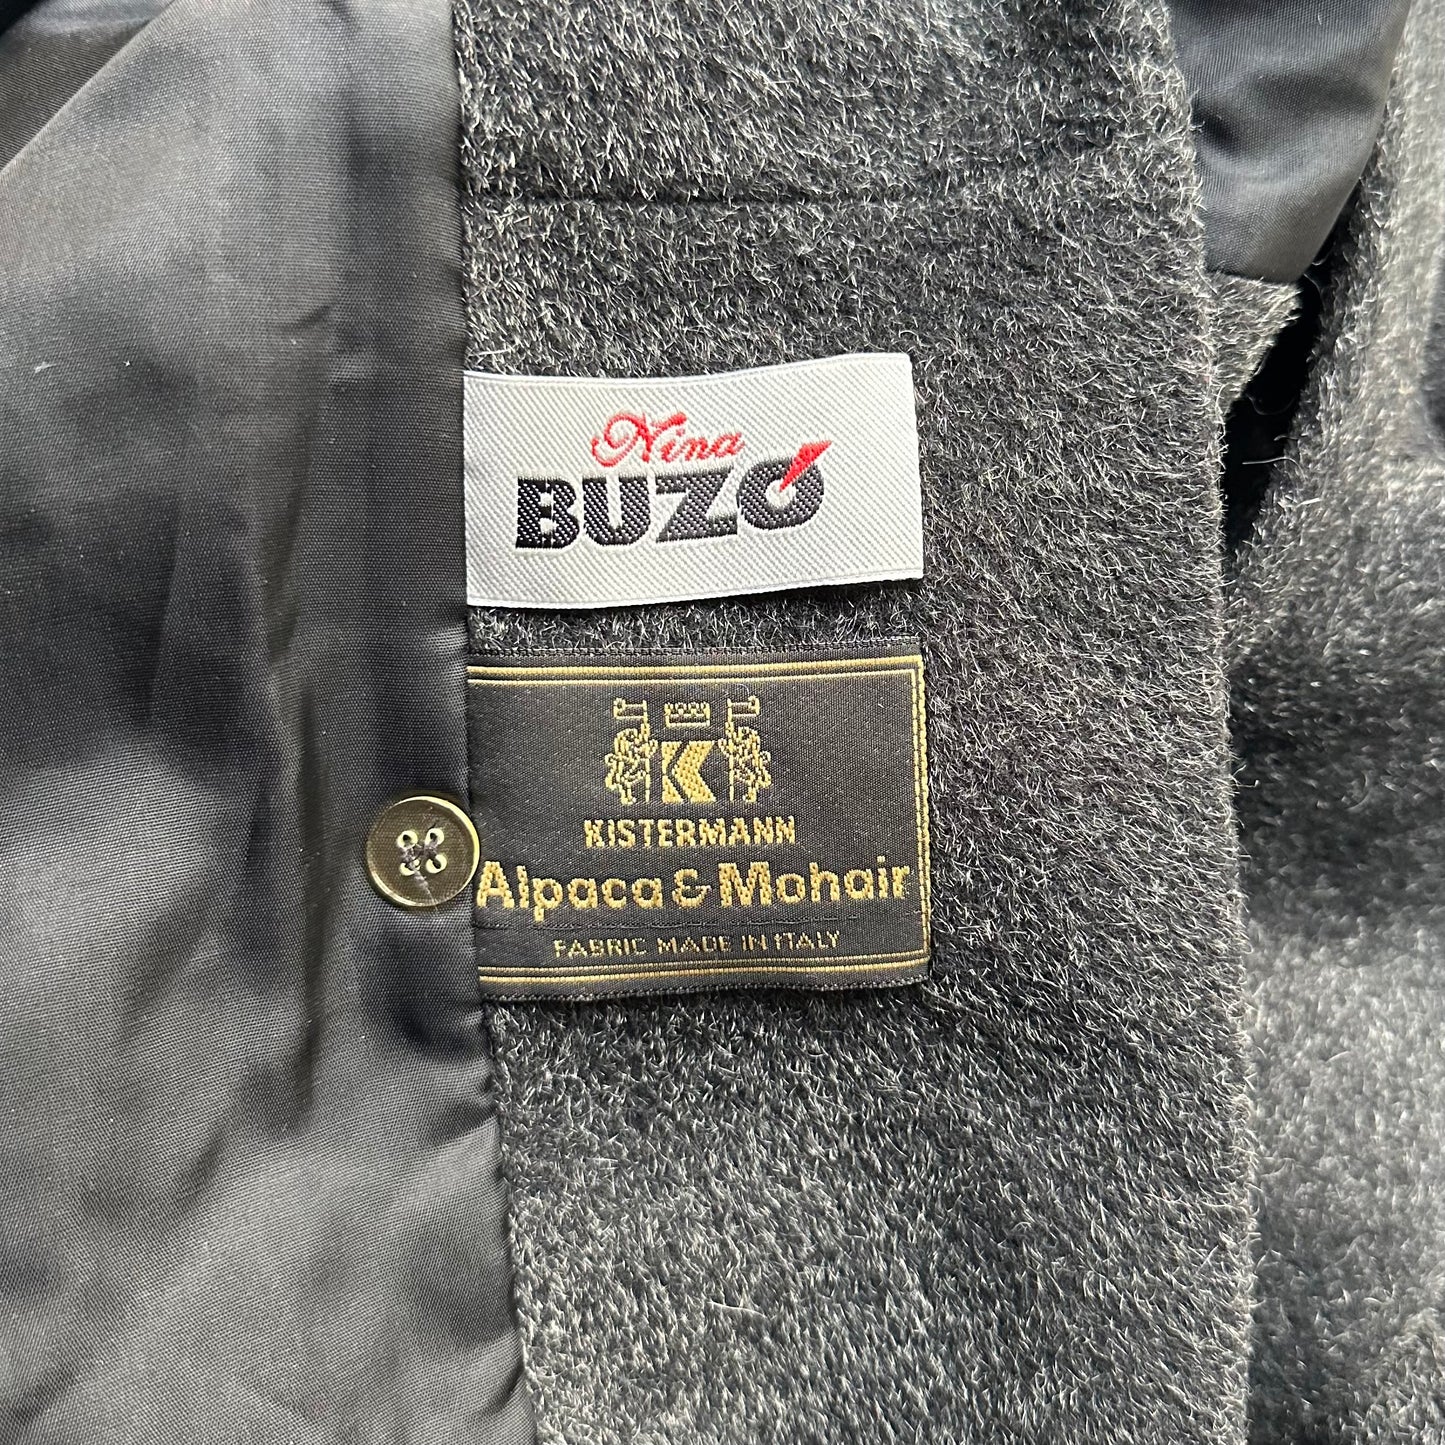 Nina
BUZÓ
K
KISTERMANN
Alpaca & Mohair
FABRIC MADE IN ITALY